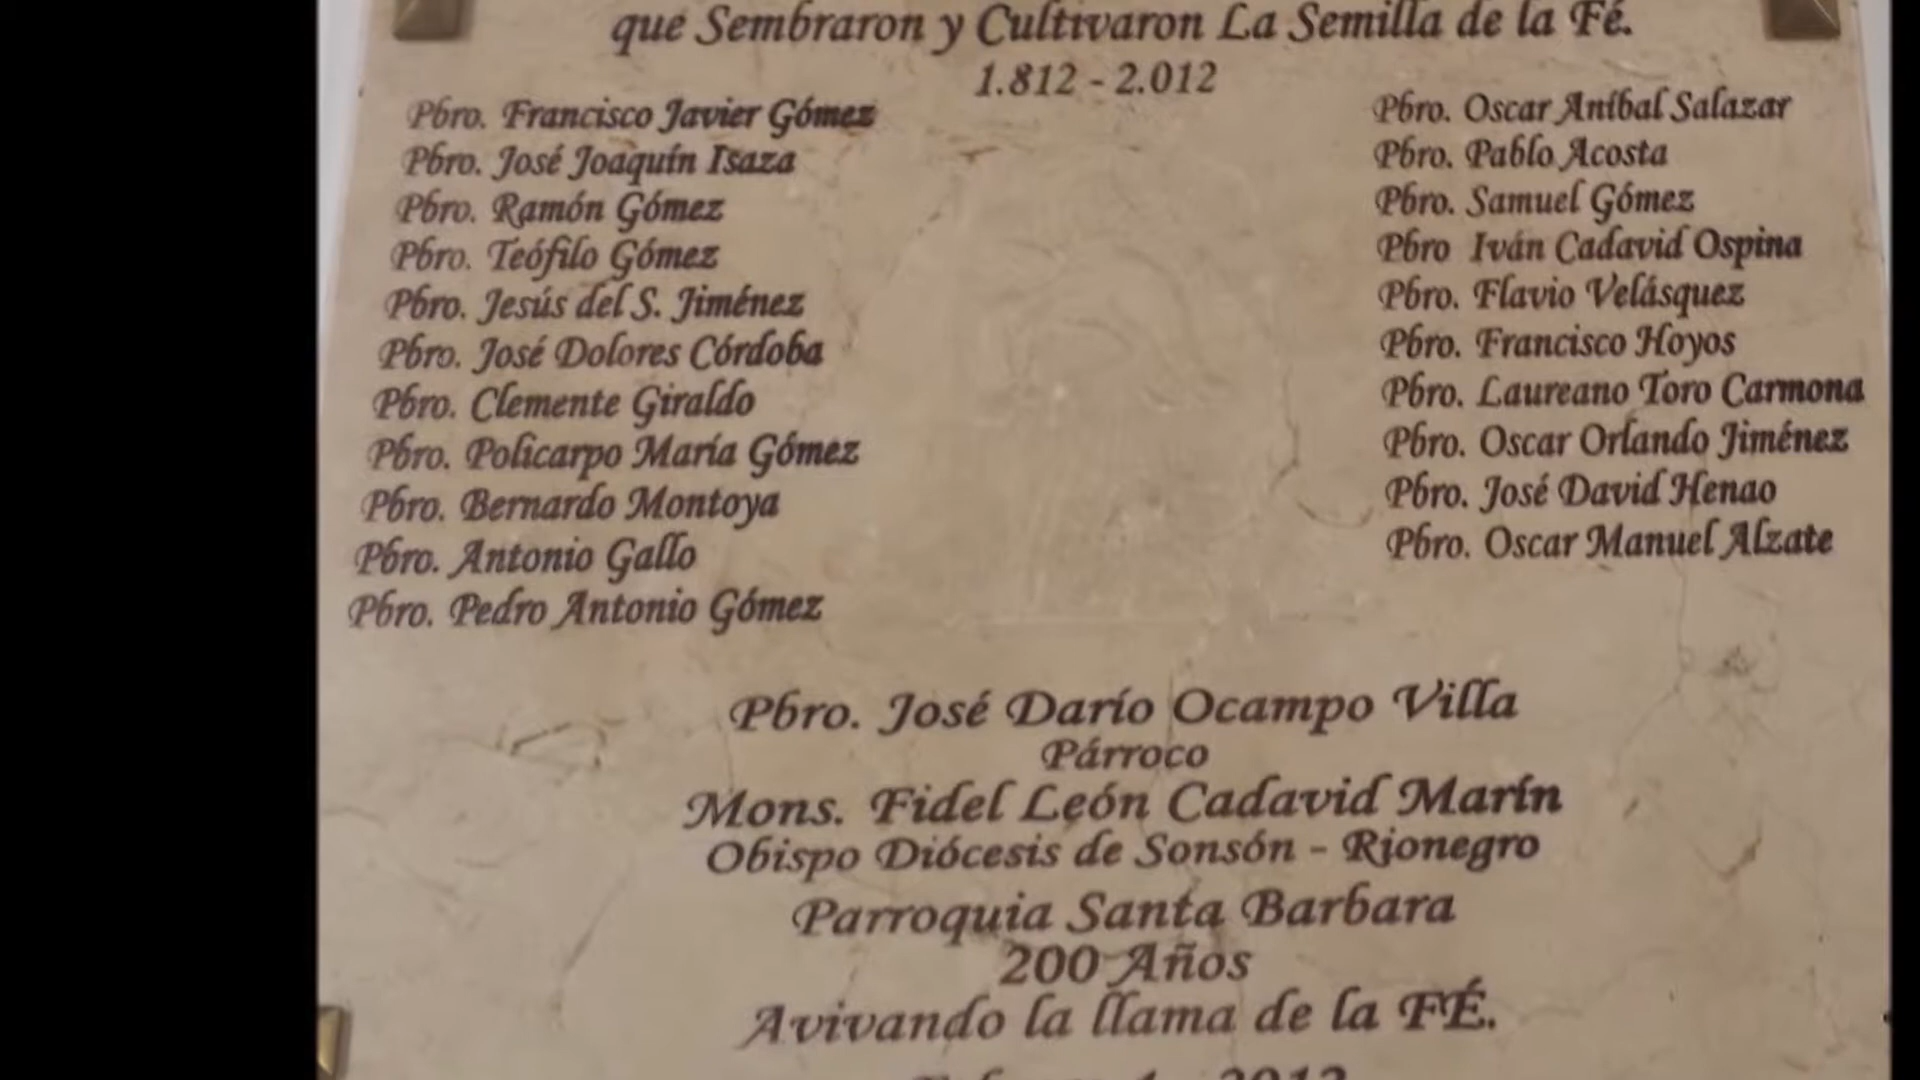 que Sembraron y Cultivaron La Semilla de la Fé.
1.812 - 2.012
Pbro. Francisco Javier Gómez
Pbro. José Joaquín Isaza
Pbro. Ramón Gómez
Pbro. Teófilo Gómez
Pbro. Jesús del S. Jiménez
Pbro. José Dolores Córdoba
Pbro. Clemente Giraldo
Pbro. Policarpo María Gómez
Pbro. Bernardo Montoya
Pbro. Antonio Gallo
Pbro. Pedro Antonio Gómez
Pbro. Oscar Aníbal Salazar
Pbro. Pablo Acosta
Pbro. Samuel Gómez
Pbro Iván Cadavid Ospina
Pbro. Flavio Velásquez
Pbro. Francisco Hoyos
Pbro. Laureano Toro Carmona
Pbro. Oscar Orlando Jiménez
Pbro. José David Henao
Pbro. Oscar Manuel Alzate
Pbro. José Darío Ocampo Villa
Párroco
Mons. Fidel León Cadavid Marín
Obispo Diócesis de Sonsón - Rionegro
Parroquia Santa Barbara
200 Años
Avivando la llama de la FÉ.
2012